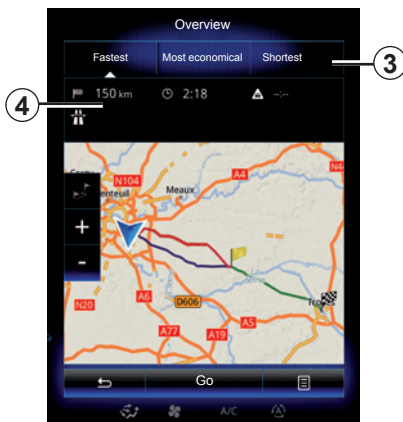 Overview
Fastest Most economical Shortest
3
150 km 2:18 --:--
4
N104 A4 N4
Meaux
+
-
N20 A6 D606
A77 A19 A5
Go
A/C